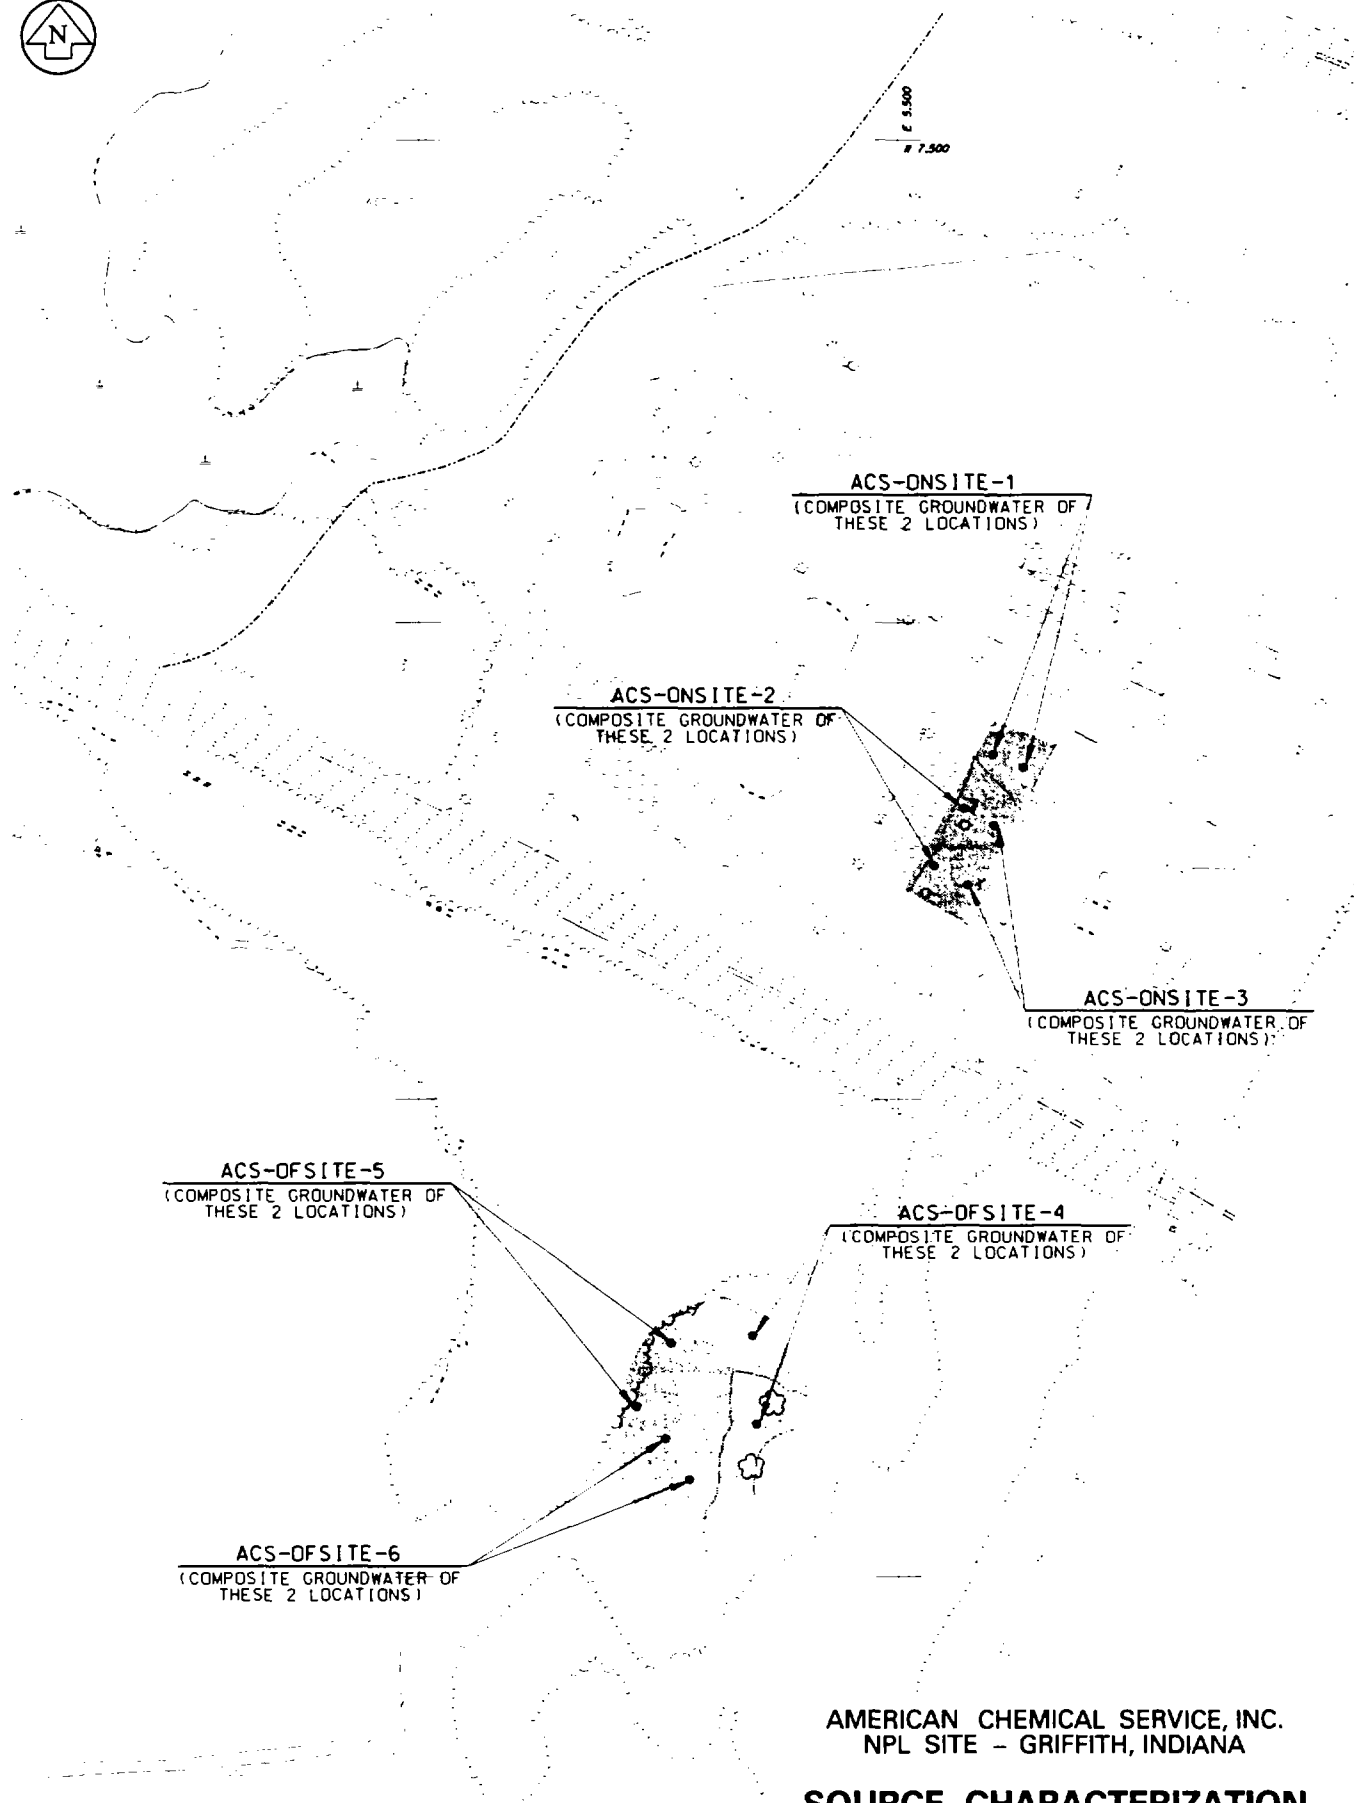 N
E 5,500
N 7,500
ACS-ONSITE-1
(COMPOSITE GROUNDWATER OF
THESE 2 LOCATIONS)
ACS-ONSITE-2
(COMPOSITE GROUNDWATER OF
THESE 2 LOCATIONS)
ACS-ONSITE-3
(COMPOSITE GROUNDWATER OF
THESE 2 LOCATIONS)
ACS-OFSITE-5
(COMPOSITE GROUNDWATER OF
THESE 2 LOCATIONS)
ACS-OFSITE-4
(COMPOSITE GROUNDWATER OF
THESE 2 LOCATIONS)
ACS-OFSITE-6
(COMPOSITE GROUNDWATER OF
THESE 2 LOCATIONS)
AMERICAN CHEMICAL SERVICE, INC.
NPL SITE - GRIFFITH, INDIANA
SOURCE CHARACTERIZATION